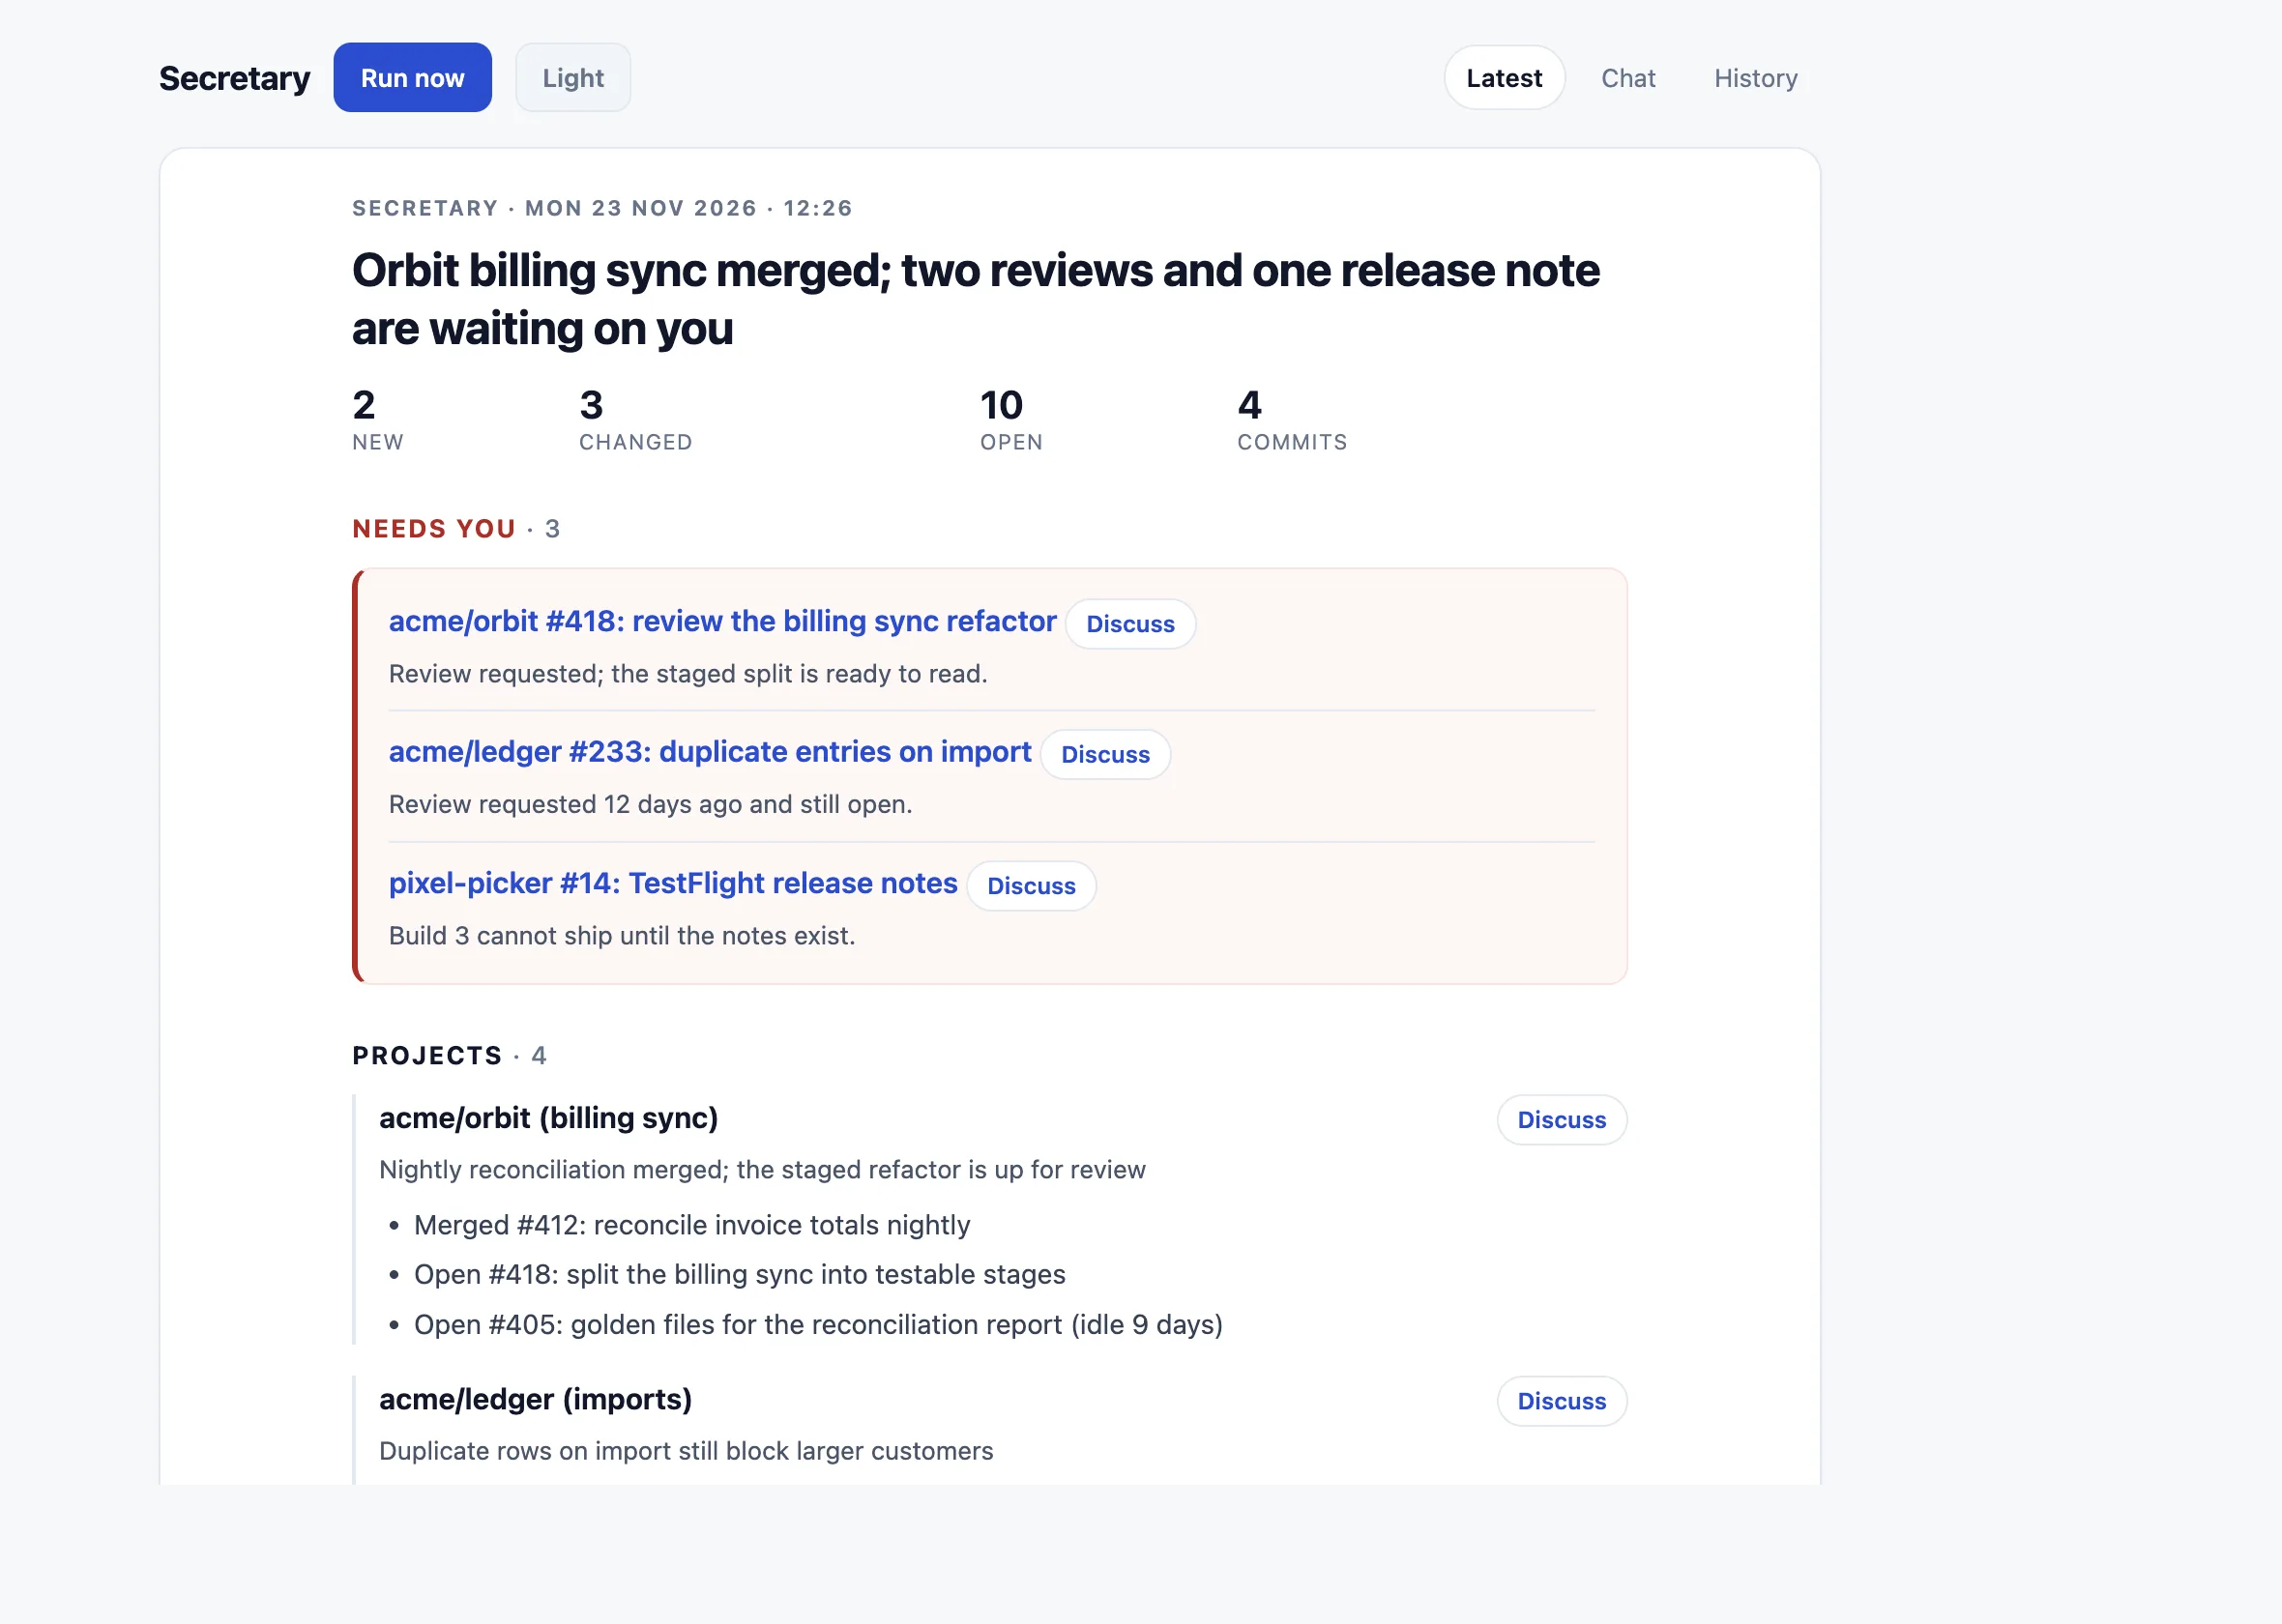 Secretary Run now Light Latest Chat History
SECRETARY · MON 23 NOV 2026 · 12:26
Orbit billing sync merged; two reviews and one release note
are waiting on you
2 3 10 4
NEW CHANGED OPEN COMMITS
NEEDS YOU · 3
acme/orbit #418: review the billing sync refactor Discuss
Review requested; the staged split is ready to read.
acme/ledger #233: duplicate entries on import Discuss
Review requested 12 days ago and still open.
pixel-picker #14: TestFlight release notes Discuss
Build 3 cannot ship until the notes exist.
PROJECTS · 4
acme/orbit (billing sync) Discuss
Nightly reconciliation merged; the staged refactor is up for review
• Merged #412: reconcile invoice totals nightly
• Open #418: split the billing sync into testable stages
• Open #405: golden files for the reconciliation report (idle 9 days)
acme/ledger (imports) Discuss
Duplicate rows on import still block larger customers